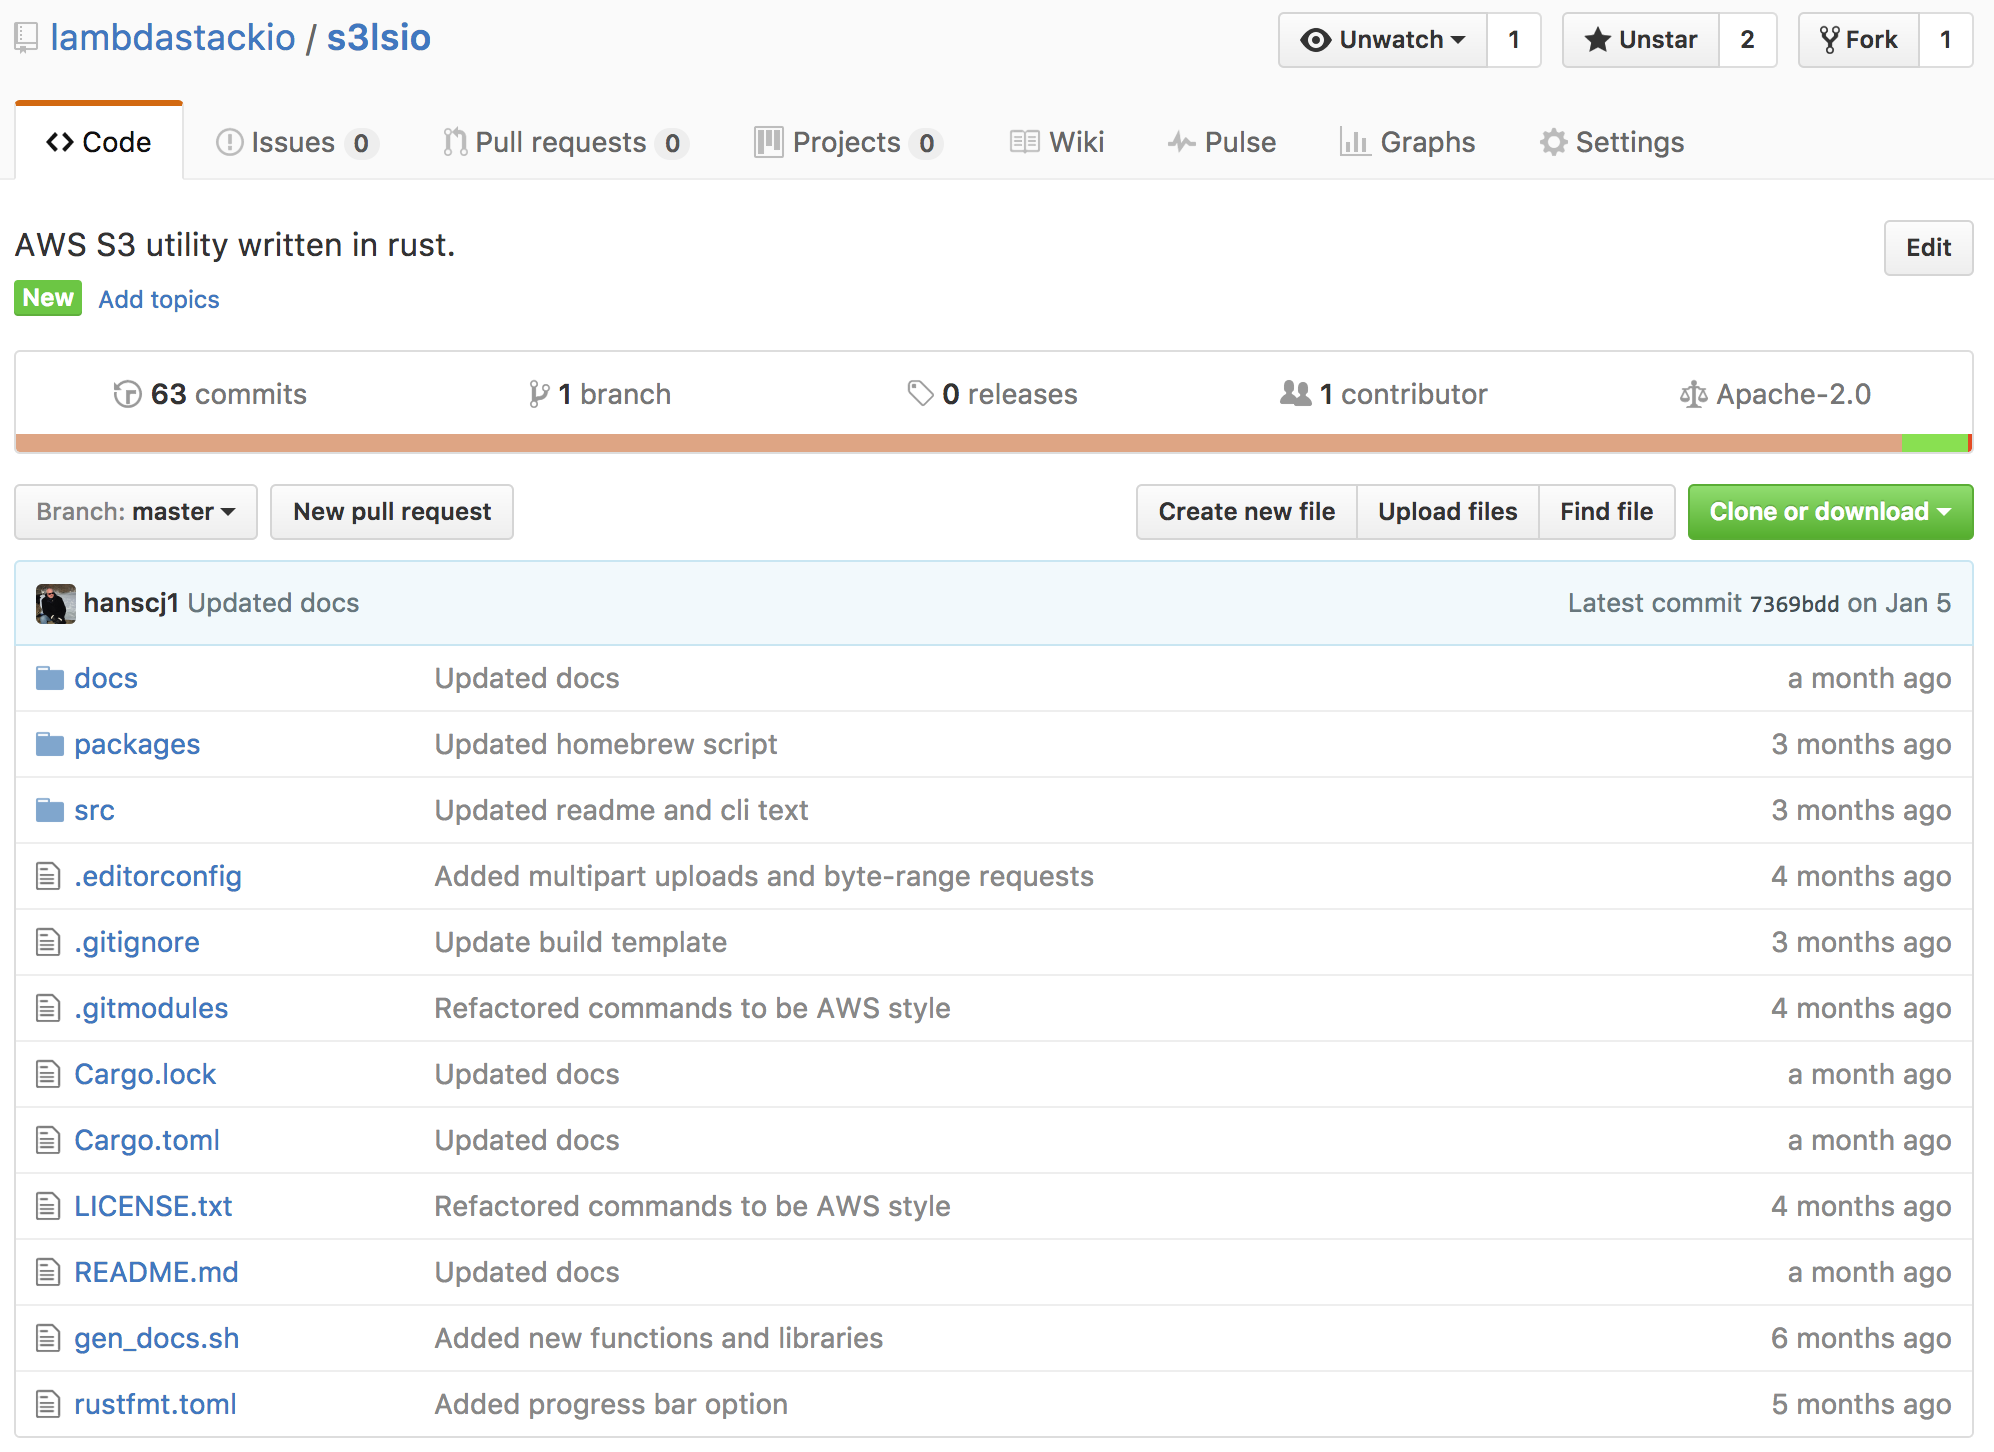 lambdastackio / s3lsio
Unwatch 1 Unstar 2 Fork 1
Code Issues 0 Pull requests 0 Projects 0 Wiki Pulse Graphs Settings
AWS S3 utility written in rust. Edit
New Add topics
63 commits 1 branch 0 releases 1 contributor Apache-2.0
Branch: master New pull request Create new file Upload files Find file Clone or download
hanscj1 Updated docs Latest commit 7369bdd on Jan 5
docs Updated docs a month ago
packages Updated homebrew script 3 months ago
src Updated readme and cli text 3 months ago
.editorconfig Added multipart uploads and byte-range requests 4 months ago
.gitignore Update build template 3 months ago
.gitmodules Refactored commands to be AWS style 4 months ago
Cargo.lock Updated docs a month ago
Cargo.toml Updated docs a month ago
LICENSE.txt Refactored commands to be AWS style 4 months ago
README.md Updated docs a month ago
gen_docs.sh Added new functions and libraries 6 months ago
rustfmt.toml Added progress bar option 5 months ago